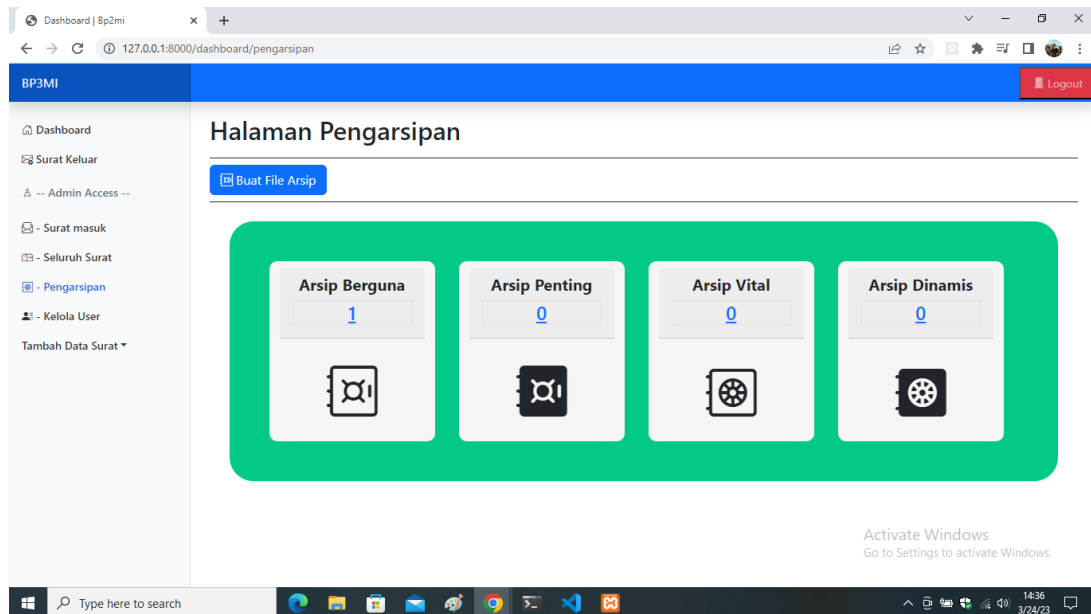 Dashboard | Bp2mi
127.0.0.1:8000/dashboard/pengarsipan
BP3MI
Logout
Dashboard
Surat Keluar
-- Admin Access --
- Surat masuk
- Seluruh Surat
- Pengarsipan
- Kelola User
Tambah Data Surat
Halaman Pengarsipan
Buat File Arsip
Arsip Berguna
1
Arsip Penting
0
Arsip Vital
0
Arsip Dinamis
0
Activate Windows
Go to Settings to activate Windows.
Type here to search
14:36
3/24/23